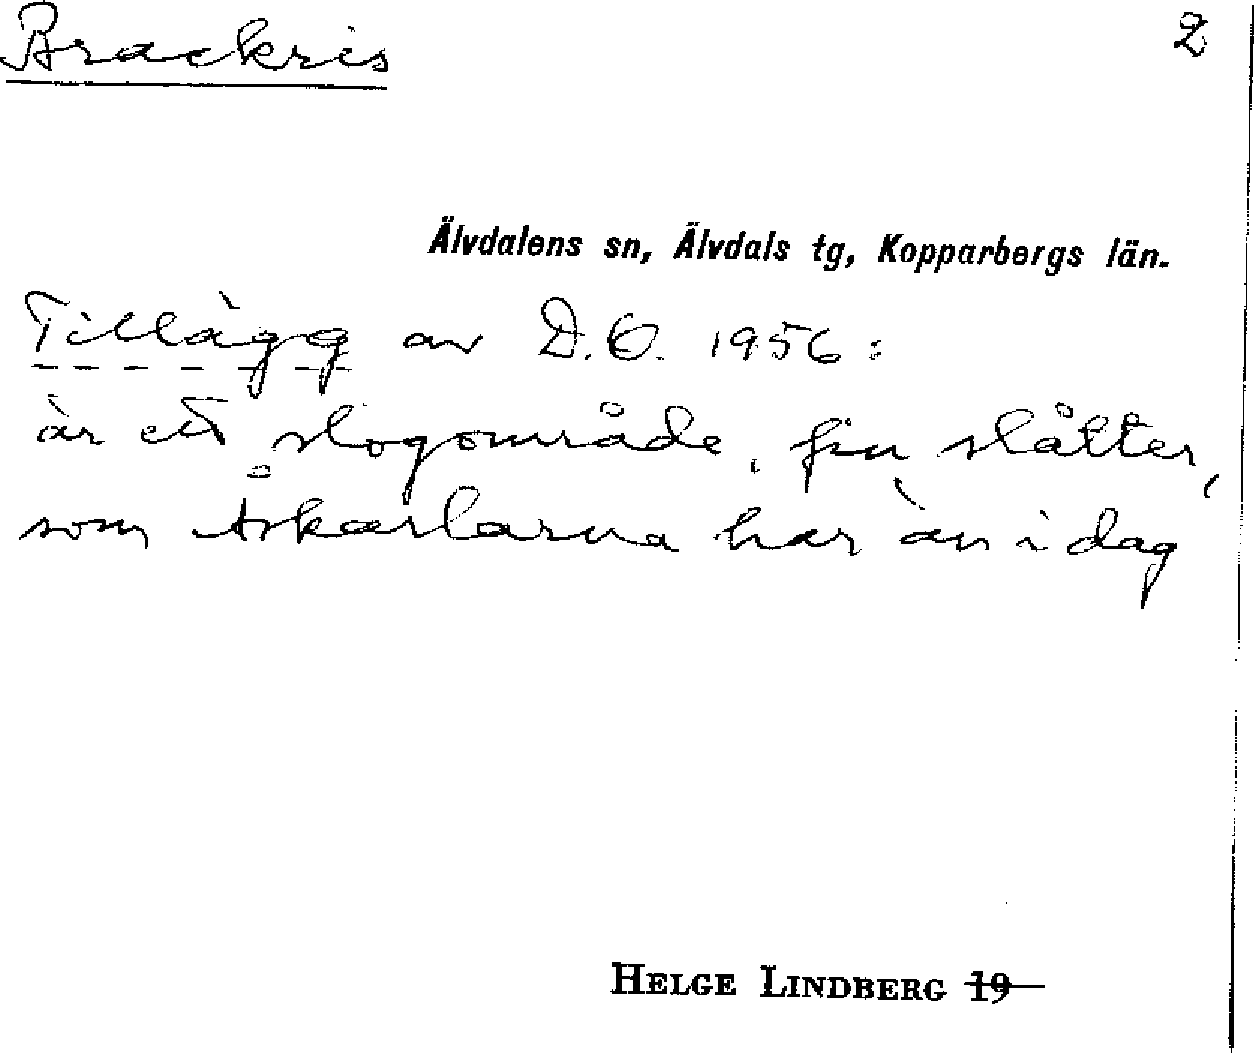 Brackris
2
Älvdalens sn, Älvdals tg, Kopparbergs län.
Tillägg av D.O. 1956:
är ett slogområde, fin slåtter,
som Åskarlarna har än i dag
HELGE LINDBERG 19